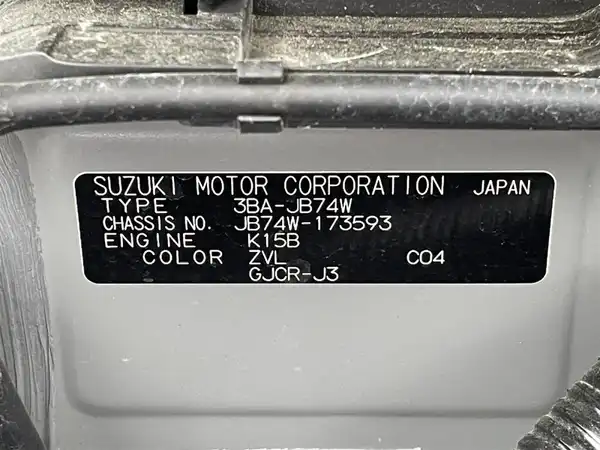 SUZUKI MOTOR CORPORATION JAPAN
TYPE 3BA-JB74W
CHASSIS NO. JB74W-173593
ENGINE K15B
COLOR ZVL C04
GJCR-J3